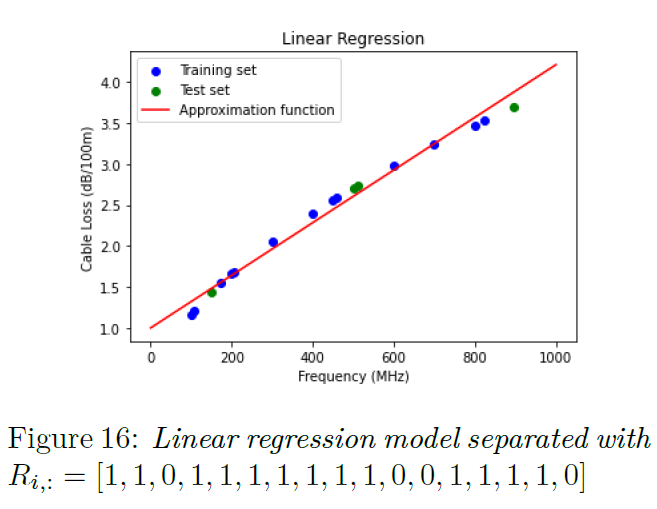 Linear Regression
Training set
Test set
Approximation function
Cable Loss (dB/100m)
4.0
3.5
3.0
2.5
2.0
1.5
1.0
0 200 400 600 800 1000
Frequency (MHz)
Figure 16: Linear regression model separated with
R_{i,:} = [1, 1, 0, 1, 1, 1, 1, 1, 1, 1, 0, 0, 1, 1, 1, 1, 0]